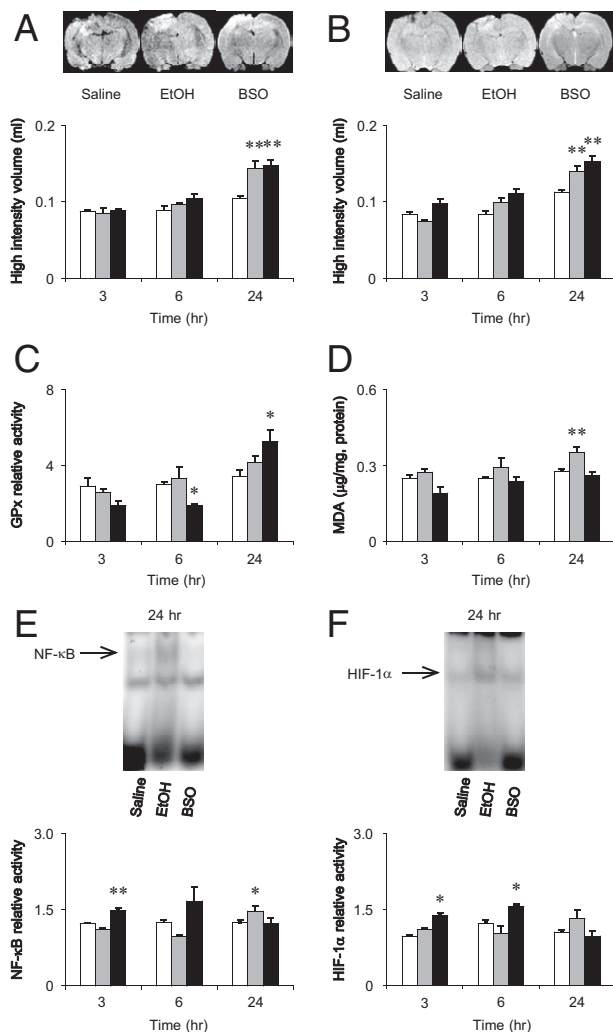 A
B
Saline EtOH BSO
Saline EtOH BSO
High intensity volume (ml)
0.2
0.1
0
** **
3 6 24
Time (hr)
High intensity volume (ml)
0.2
0.1
0
** **
3 6 24
Time (hr)
C
GPx relative activity
8
4
0
*
*
3 6 24
Time (hr)
D
MDA (μg/mg, protein)
0.6
0.3
0
**
3 6 24
Time (hr)
E
24 hr
NF-κB
Saline EtOH BSO
NF-κB relative activity
3.0
1.5
0
** *
3 6 24
Time (hr)
F
24 hr
HIF-1α
Saline EtOH BSO
HIF-1α relative activity
3.0
1.5
0
* *
3 6 24
Time (hr)